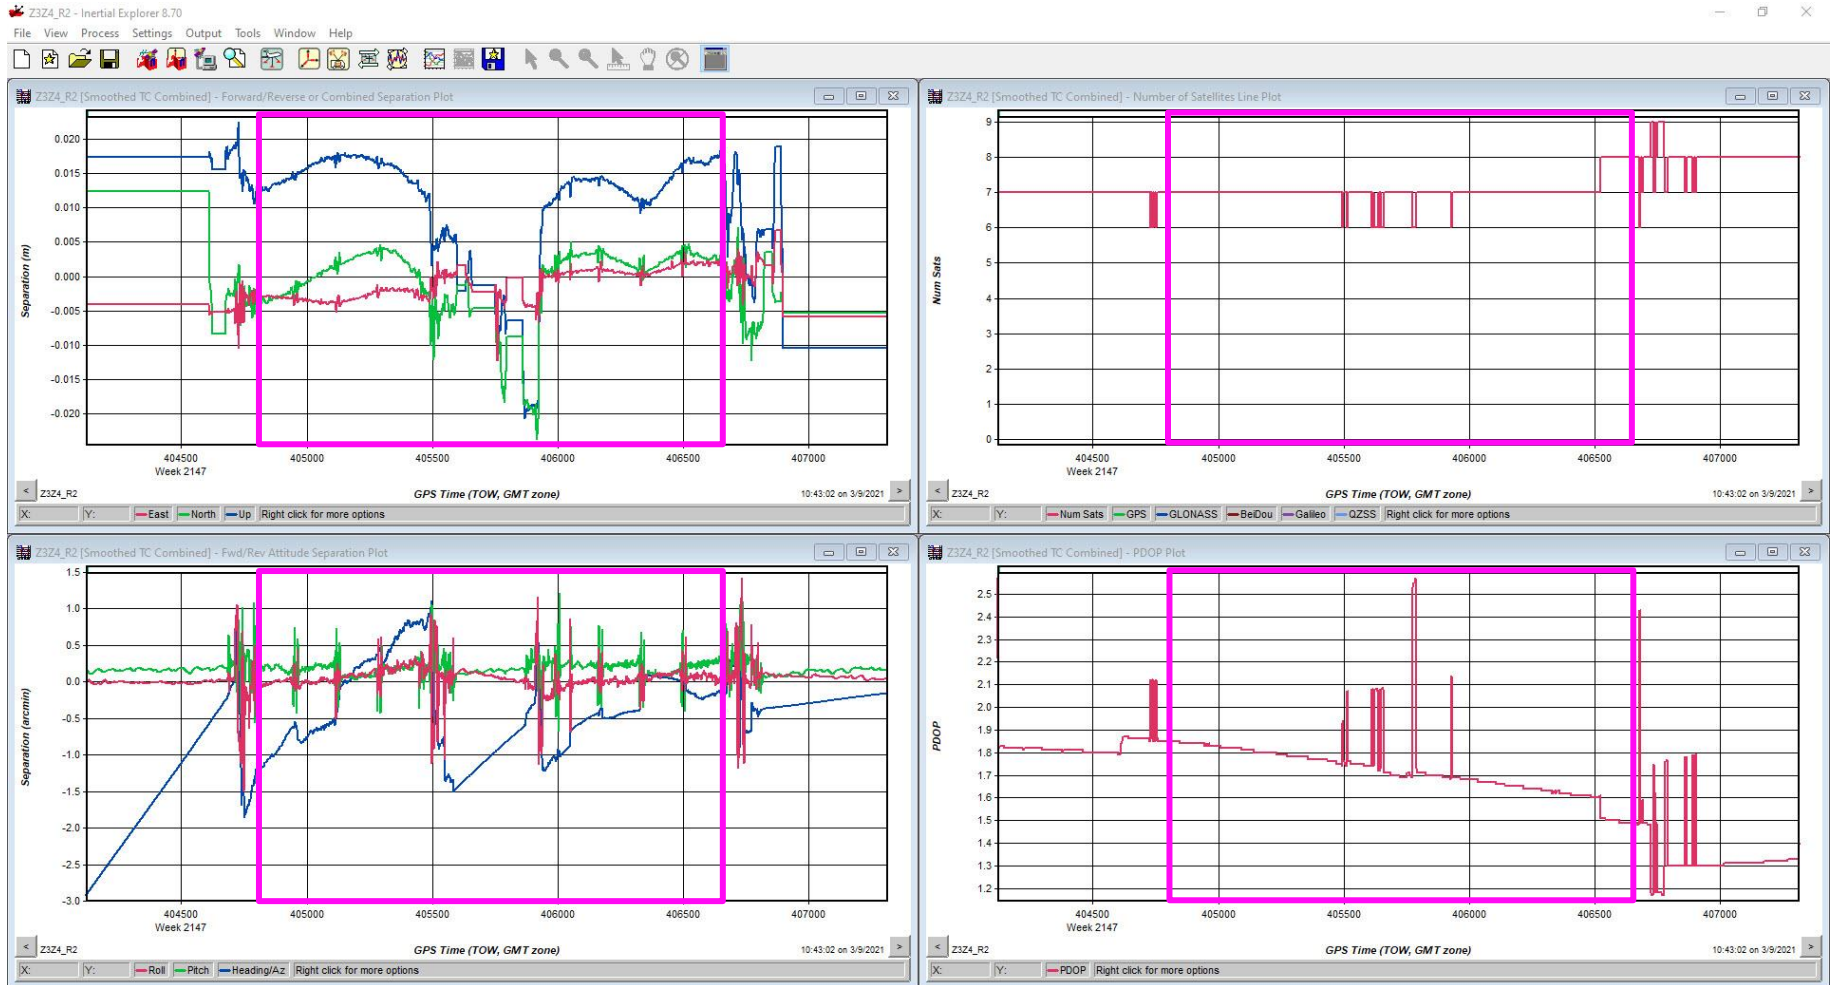 Z3Z4_R2 - Inertial Explorer 8.70
File View Process Settings Output Tools Window Help
Z3Z4_R2 [Smoothed TC Combined] - Forward/Reverse or Combined Separation Plot
0.020
0.015
0.010
0.005
0.000
-0.005
-0.010
-0.015
-0.020
Separation (m)
404500 405000 405500 406000 406500 407000
Week 2147
< Z3Z4_R2 GPS Time (TOW, GMT zone) 10:43:02 on 3/9/2021 >
X: Y: East North Up Right click for more options
Z3Z4_R2 [Smoothed TC Combined] - Number of Satellites Line Plot
9
8
7
6
5
4
3
2
1
0
Num Sats
404500 405000 405500 406000 406500 407000
Week 2147
< Z3Z4_R2 GPS Time (TOW, GMT zone) 10:43:02 on 3/9/2021 >
X: Y: Num Sats GPS GLONASS BeiDou Galileo QZSS Right click for more options
Z3Z4_R2 [Smoothed TC Combined] - Fwd/Rev Attitude Separation Plot
1.5
1.0
0.5
0.0
-0.5
-1.0
-1.5
-2.0
-2.5
-3.0
Separation (arcmin)
404500 405000 405500 406000 406500 407000
Week 2147
< Z3Z4_R2 GPS Time (TOW, GMT zone) 10:43:02 on 3/9/2021 >
X: Y: Roll Pitch Heading/Az Right click for more options
Z3Z4_R2 [Smoothed TC Combined] - PDOP Plot
2.5
2.4
2.3
2.2
2.1
2.0
1.9
1.8
1.7
1.6
1.5
1.4
1.3
1.2
PDOP
404500 405000 405500 406000 406500 407000
Week 2147
< Z3Z4_R2 GPS Time (TOW, GMT zone) 10:43:02 on 3/9/2021 >
X: Y: PDOP Right click for more options